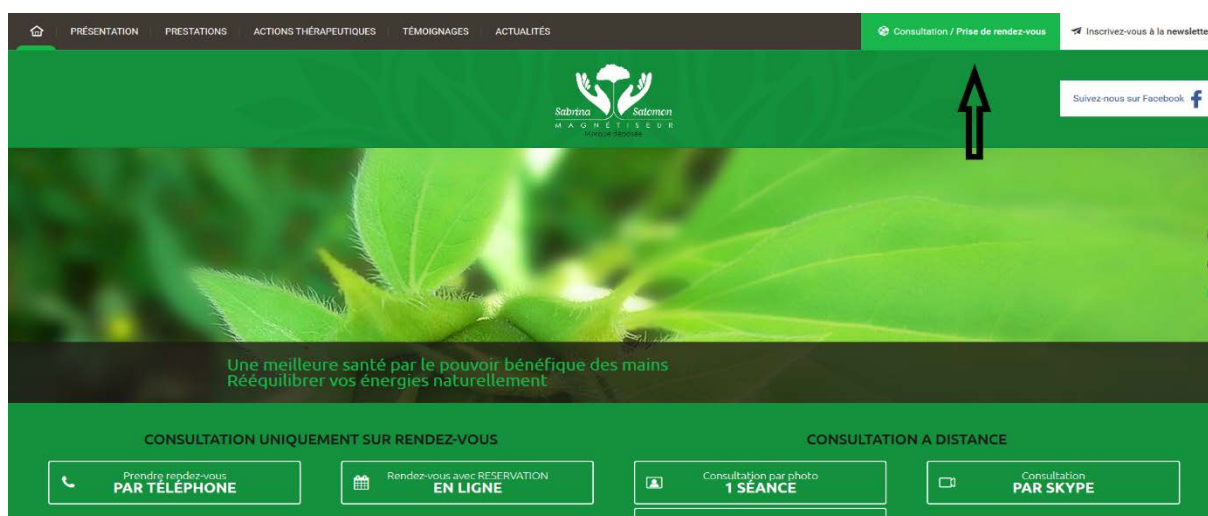 PRÉSENTATION PRESTATIONS ACTIONS THÉRAPEUTIQUES TÉMOIGNAGES ACTUALITÉS Consultation / Prise de rendez-vous Inscrivez-vous à la newslette
Suivez-nous sur Facebook
Sabrina Salomon
MAGNÉTISEUR
Marque déposée
Une meilleure santé par le pouvoir bénéfique des mains
Rééquilibrer vos énergies naturellement
CONSULTATION UNIQUEMENT SUR RENDEZ-VOUS
Prendre rendez-vous
PAR TÉLÉPHONE
Rendez-vous avec RESERVATION
EN LIGNE
CONSULTATION A DISTANCE
Consultation par photo
1 SÉANCE
Consultation
PAR SKYPE